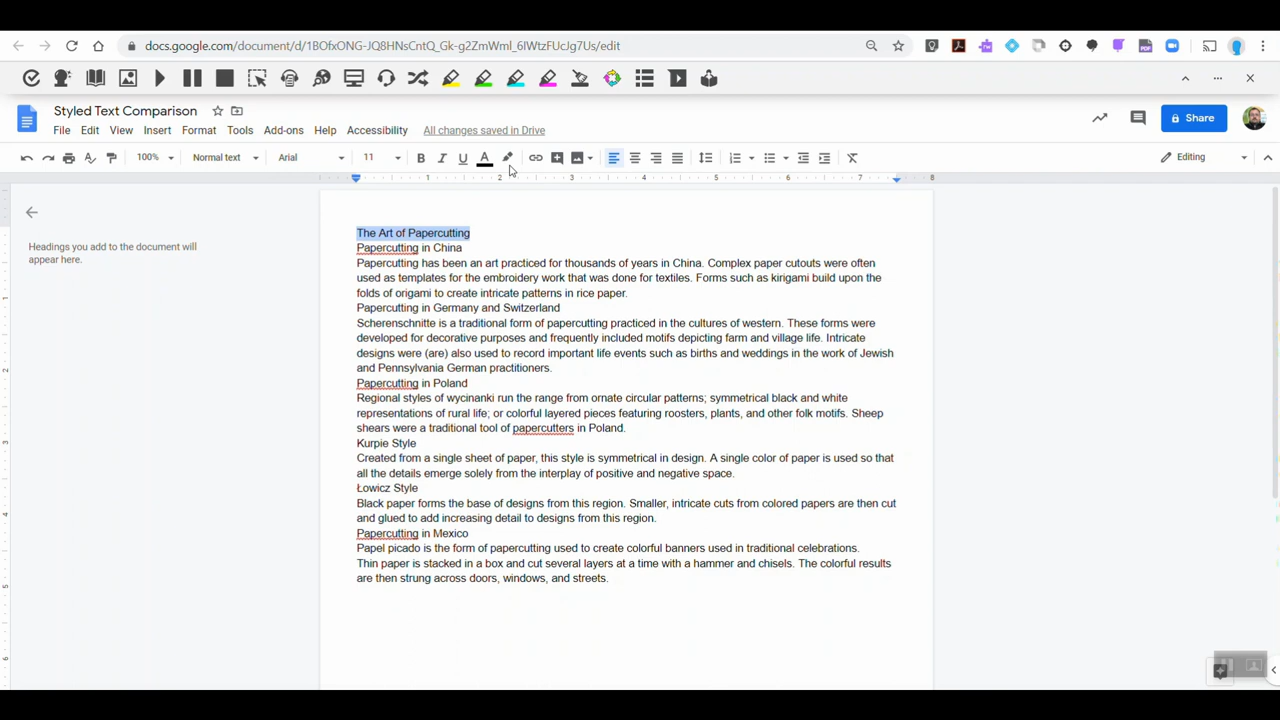 docs.google.com/document/d/1BOfxONG-JQ8HNsCntQ_Gk-g2ZmWml_6IWtzFUcJg7Us/edit
Styled Text Comparison
File Edit View Insert Format Tools Add-ons Help Accessibility All changes saved in Drive
Share
100% Normal text Arial 11 Editing
1 2 3 4 5 6 7 8
Headings you add to the document will
appear here.
The Art of Papercutting
Papercutting in China
Papercutting has been an art practiced for thousands of years in China. Complex paper cutouts were often
used as templates for the embroidery work that was done for textiles. Forms such as kirigami build upon the
folds of origami to create intricate patterns in rice paper.
Papercutting in Germany and Switzerland
Scherenschnitte is a traditional form of papercutting practiced in the cultures of western. These forms were
developed for decorative purposes and frequently included motifs depicting farm and village life. Intricate
designs were (are) also used to record important life events such as births and weddings in the work of Jewish
and Pennsylvania German practitioners.
Papercutting in Poland
Regional styles of wycinanki run the range from ornate circular patterns; symmetrical black and white
representations of rural life; or colorful layered pieces featuring roosters, plants, and other folk motifs. Sheep
shears were a traditional tool of papercutters in Poland.
Kurpie Style
Created from a single sheet of paper, this style is symmetrical in design. A single color of paper is used so that
all the details emerge solely from the interplay of positive and negative space.
Łowicz Style
Black paper forms the base of designs from this region. Smaller, intricate cuts from colored papers are then cut
and glued to add increasing detail to designs from this region.
Papercutting in Mexico
Papel picado is the form of papercutting used to create colorful banners used in traditional celebrations.
Thin paper is stacked in a box and cut several layers at a time with a hammer and chisels. The colorful results
are then strung across doors, windows, and streets.